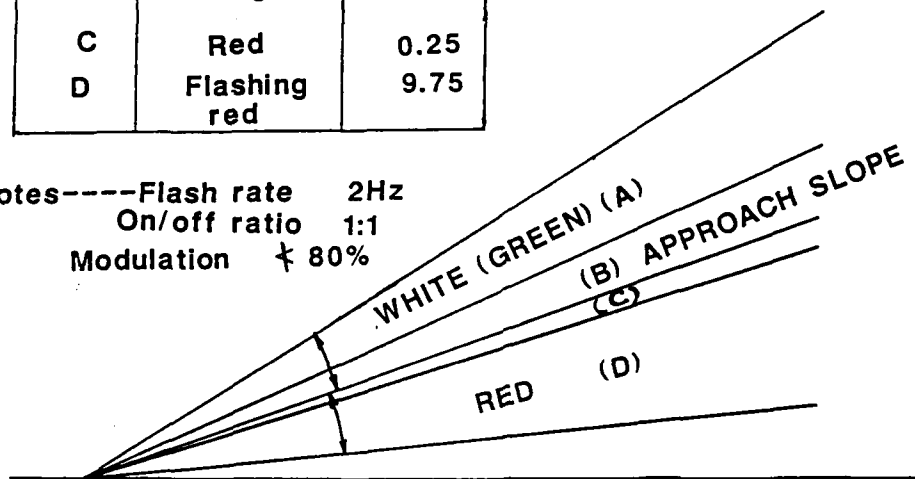 C Red 0.25
D Flashing 9.75
red
otes----Flash rate 2Hz
On/off ratio 1:1
Modulation ≮ 80%
WHITE (GREEN) (A)
(B) APPROACH SLOPE
(C)
RED (D)